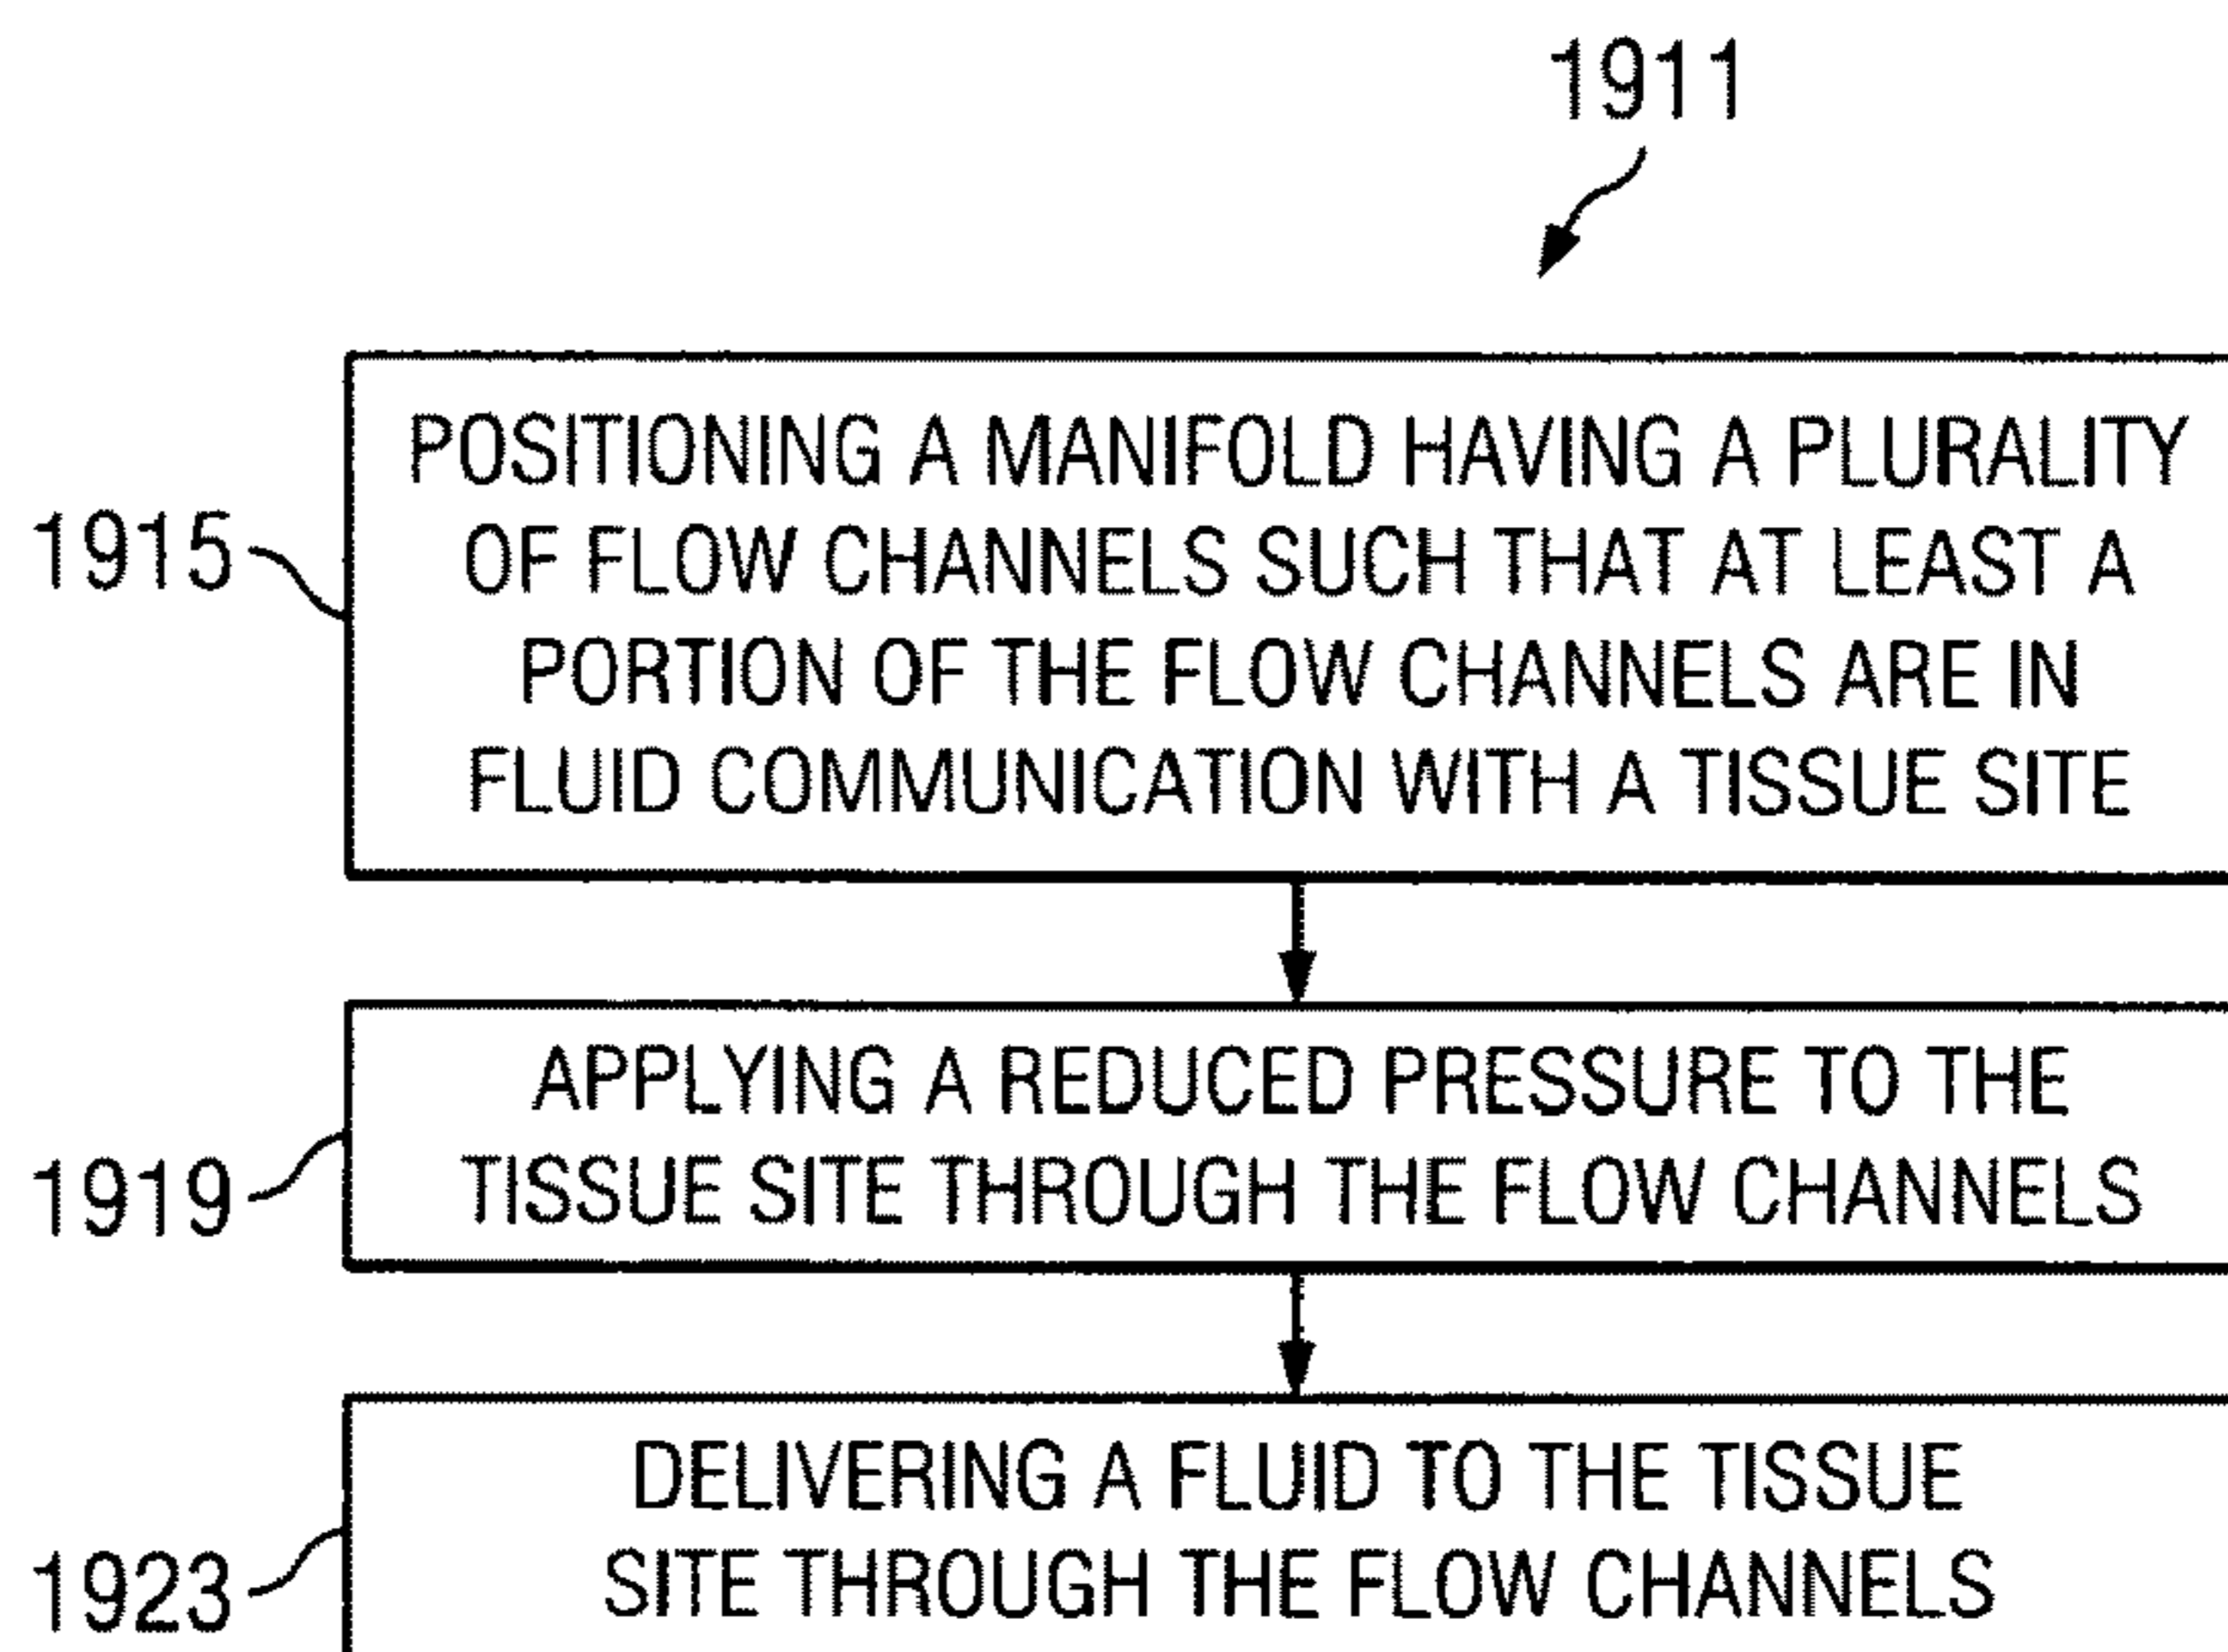 1911
1915
POSITIONING A MANIFOLD HAVING A PLURALITY
OF FLOW CHANNELS SUCH THAT AT LEAST A
PORTION OF THE FLOW CHANNELS ARE IN
FLUID COMMUNICATION WITH A TISSUE SITE
1919
APPLYING A REDUCED PRESSURE TO THE
TISSUE SITE THROUGH THE FLOW CHANNELS
1923
DELIVERING A FLUID TO THE TISSUE
SITE THROUGH THE FLOW CHANNELS